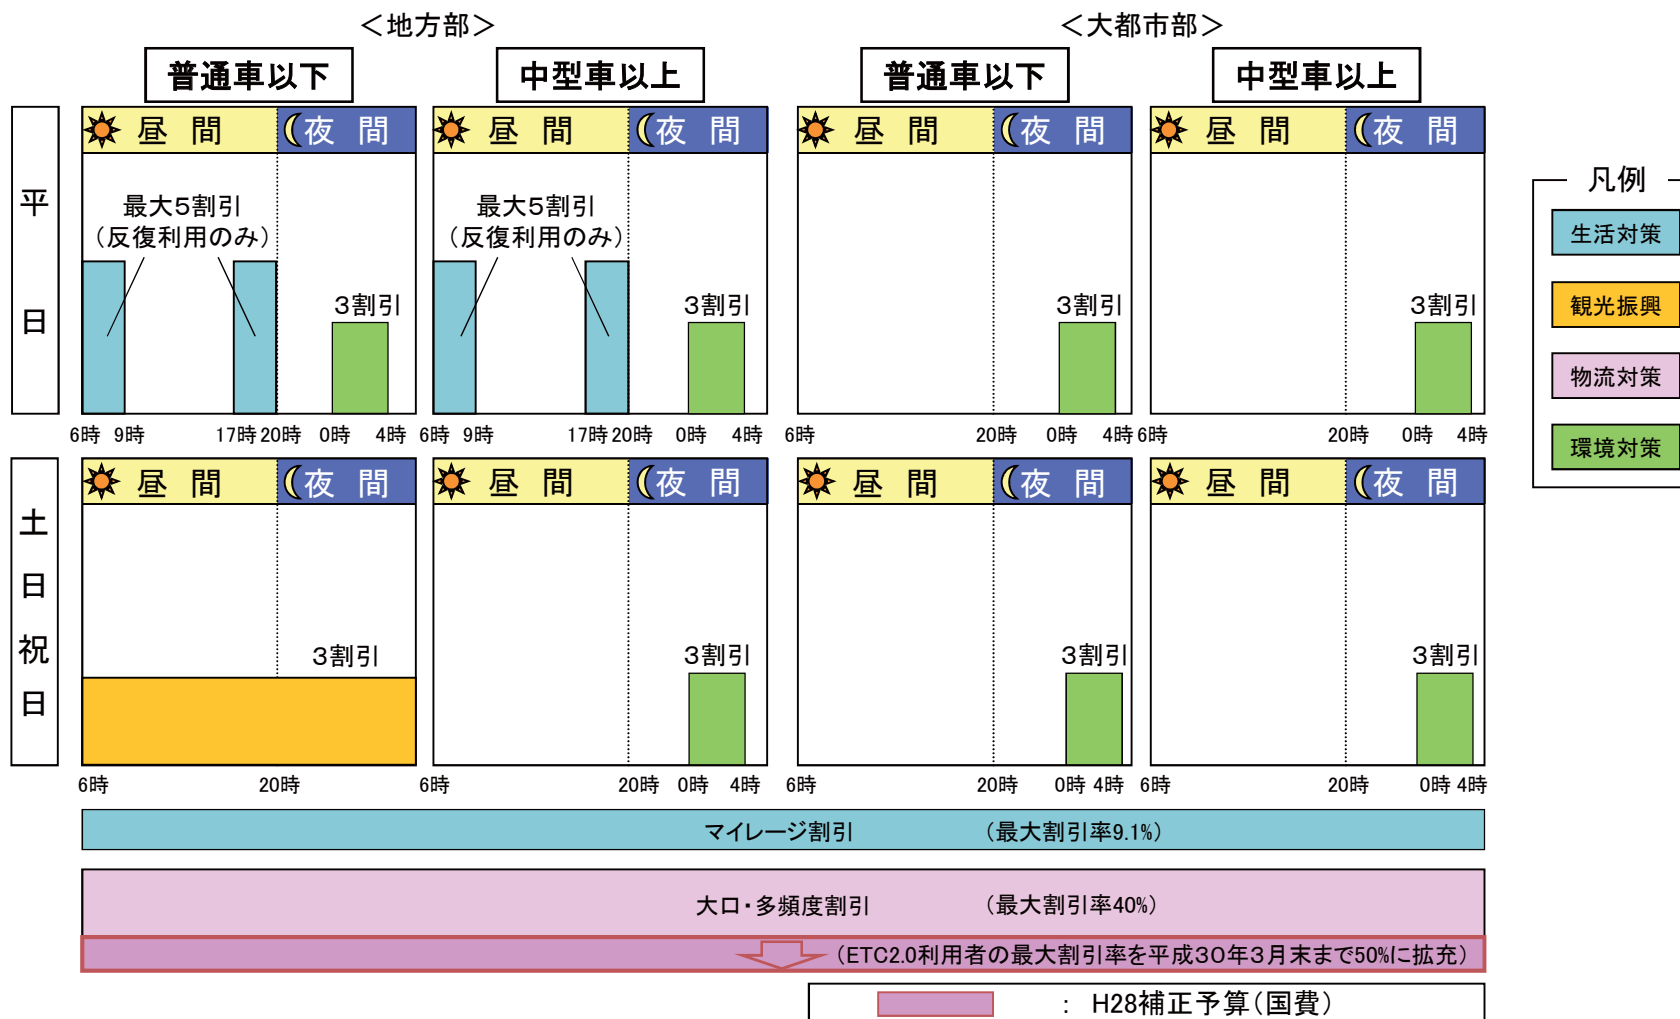 ＜地方部＞ ＜大都市部＞
普通車以下 中型車以上 普通車以下 中型車以上
平日
昼間 夜間 昼間 夜間 昼間 夜間 昼間 夜間
最大5割引 最大5割引
（反復利用のみ） （反復利用のみ）
3割引 3割引 3割引 3割引
6時 9時 17時 20時 0時 4時 6時 9時 17時 20時 0時 4時 6時 20時 0時 4時 6時 20時 0時 4時
土日祝日
昼間 夜間 昼間 夜間 昼間 夜間 昼間 夜間
3割引 3割引 3割引 3割引
6時 20時 6時 20時 0時 4時 6時 20時 0時 4時 6時 20時 0時 4時
マイレージ割引 （最大割引率9.1%）
大口・多頻度割引 （最大割引率40%）
（ETC2.0利用者の最大割引率を平成30年3月末まで50%に拡充）
： H28補正予算（国費）
凡例
生活対策
観光振興
物流対策
環境対策